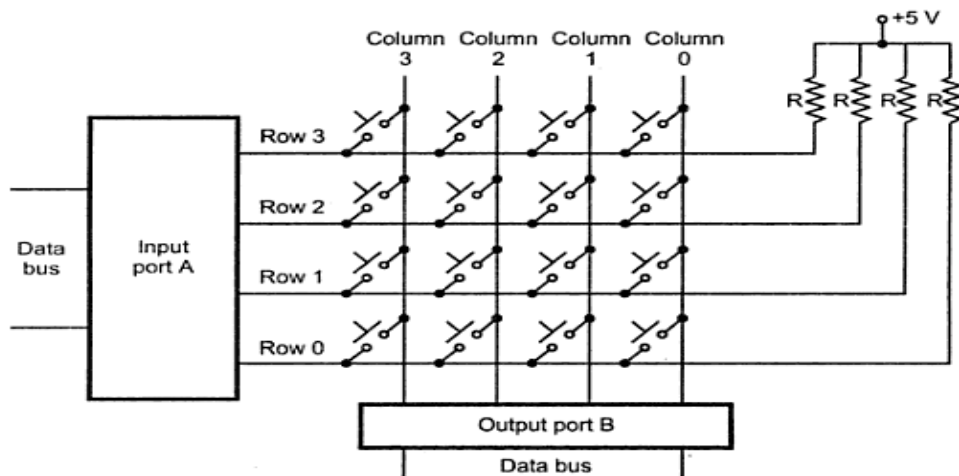 +5 V
Column Column Column Column
3 2 1 0
R R R R
Row 3
Row 2
Data
bus
Input
port A
Row 1
Row 0
Output port B
Data bus